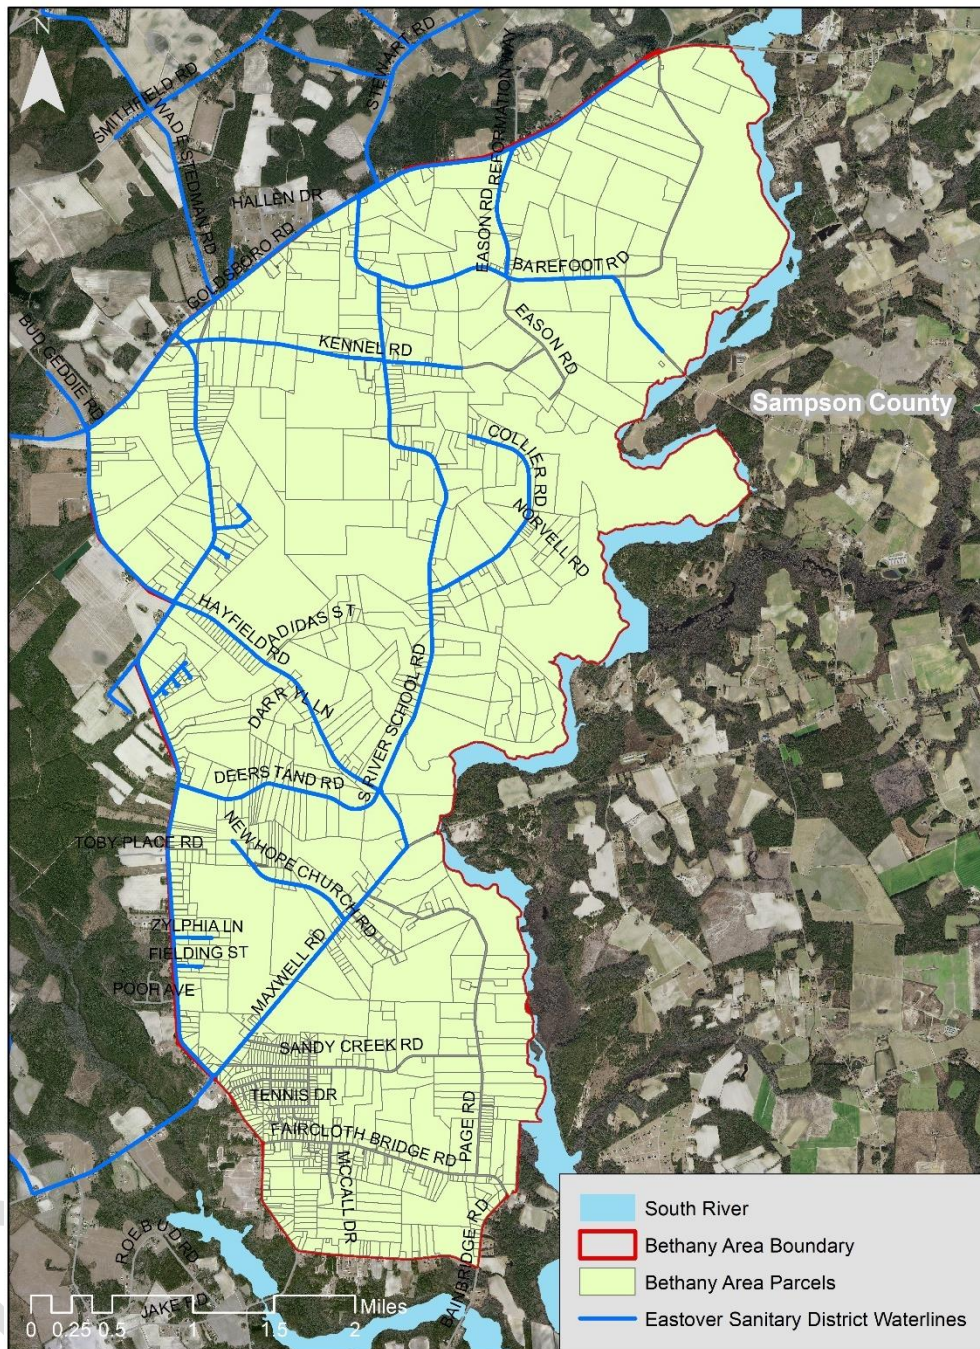 N
STEWART RD
SMITHFIELD RD
WADE STEDMAN RD
REFORMATION WAY
HALLEN DR
EASON RD
GOLDSBORO RD
BAREFOOT RD
BUD GEDDIE RD
KENNEL RD
EASON RD
Sampson County
COLLIER RD
NORVELL RD
HAYFIELD RD
ADIDAS ST
DARRYL LN
S RIVER SCHOOL RD
DEERSTAND RD
TOBY PLACE RD
NEW HOPE CHURCH RD
ZYLPHIA LN
FIELDING ST
POOR AVE
MAXWELL RD
SANDY CREEK RD
TENNIS DR
FAIRCLOTH BRIDGE RD
PAGE RD
MCCALL DR
ROEBUD RD
BAINBRIDGE RD
JAKE RD
Miles
0 0.25 0.5 1 1.5 2
South River
Bethany Area Boundary
Bethany Area Parcels
Eastover Sanitary District Waterlines